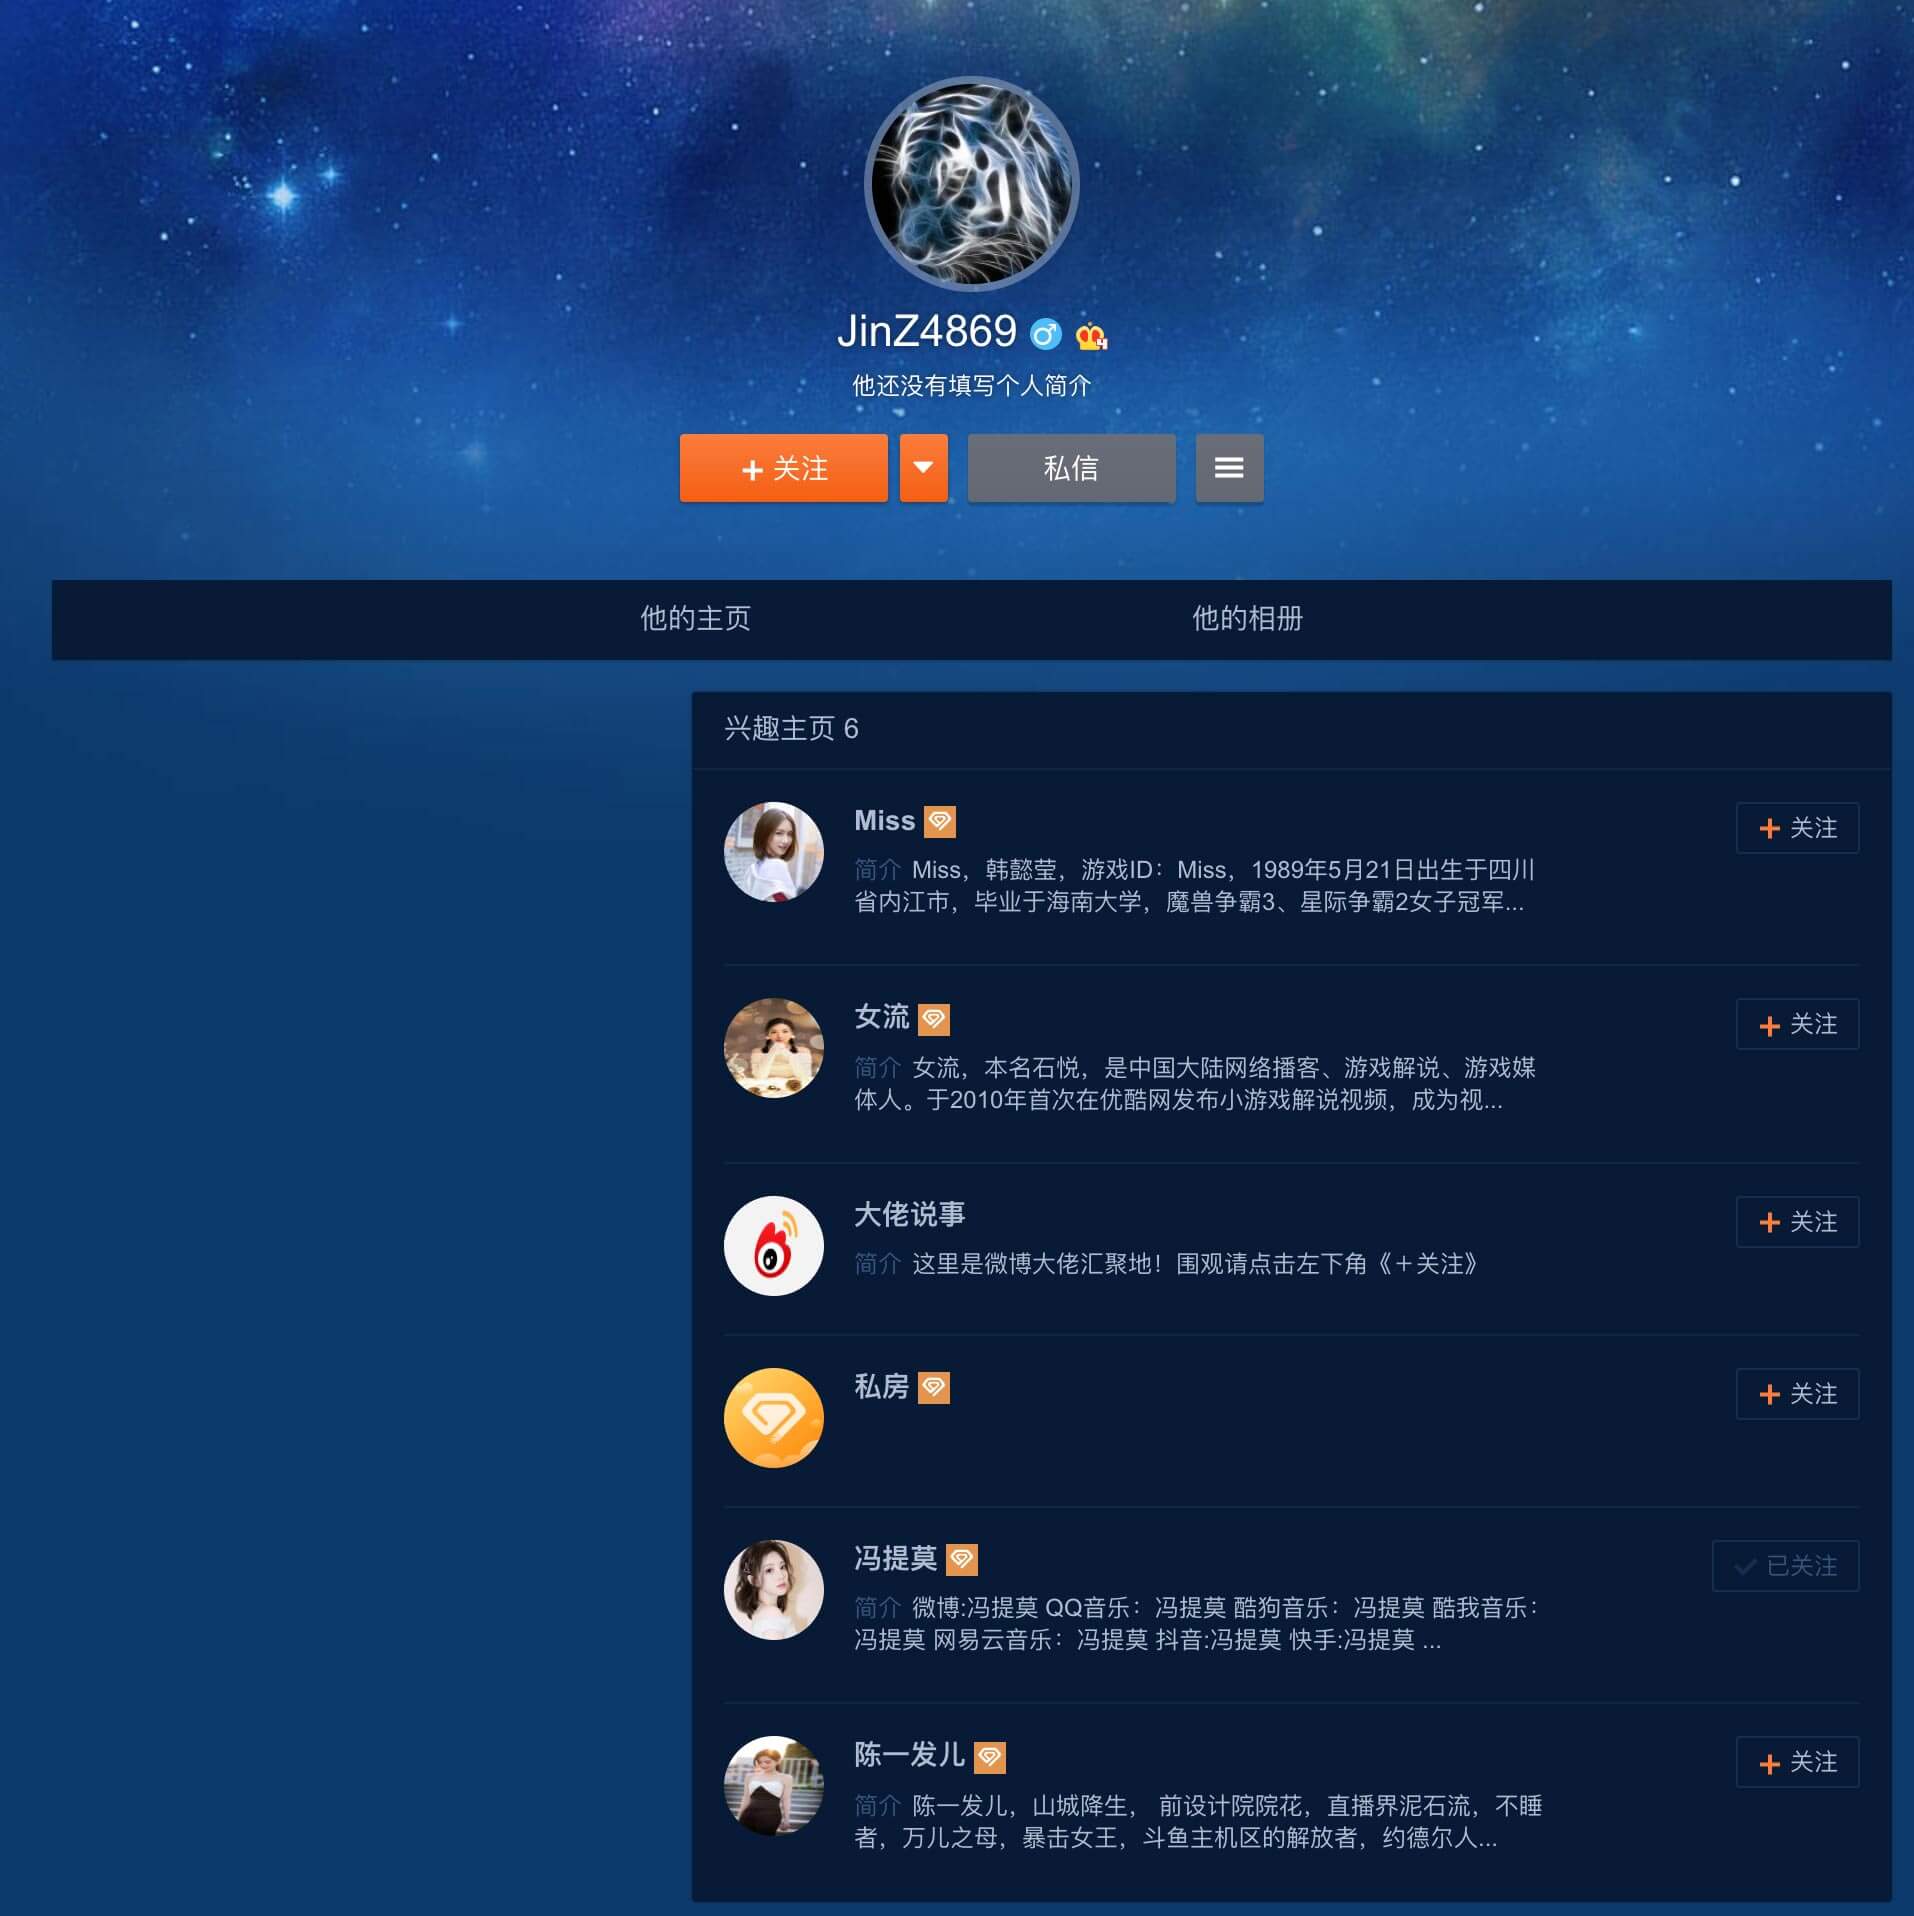 JinZ4869
他还没有填写个人简介
关注
私信
他的主页
他的相册
兴趣主页 6
Miss
关注
简介 Miss，韩懿莹，游戏ID：Miss，1989年5月21日出生于四川
省内江市，毕业于海南大学，魔兽争霸3、星际争霸2女子冠军...
女流
关注
简介 女流，本名石悦，是中国大陆网络播客、游戏解说、游戏媒
体人。于2010年首次在优酷网发布小游戏解说视频，成为视...
大佬说事
关注
简介 这里是微博大佬汇聚地！围观请点击左下角《＋关注》
私房
关注
冯提莫
已关注
简介 微博:冯提莫 QQ音乐：冯提莫 酷狗音乐：冯提莫 酷我音乐：
冯提莫 网易云音乐：冯提莫 抖音:冯提莫 快手:冯提莫 ...
陈一发儿
关注
简介 陈一发儿，山城降生， 前设计院院花，直播界泥石流，不睡
者，万儿之母，暴击女王，斗鱼主机区的解放者，约德尔人...